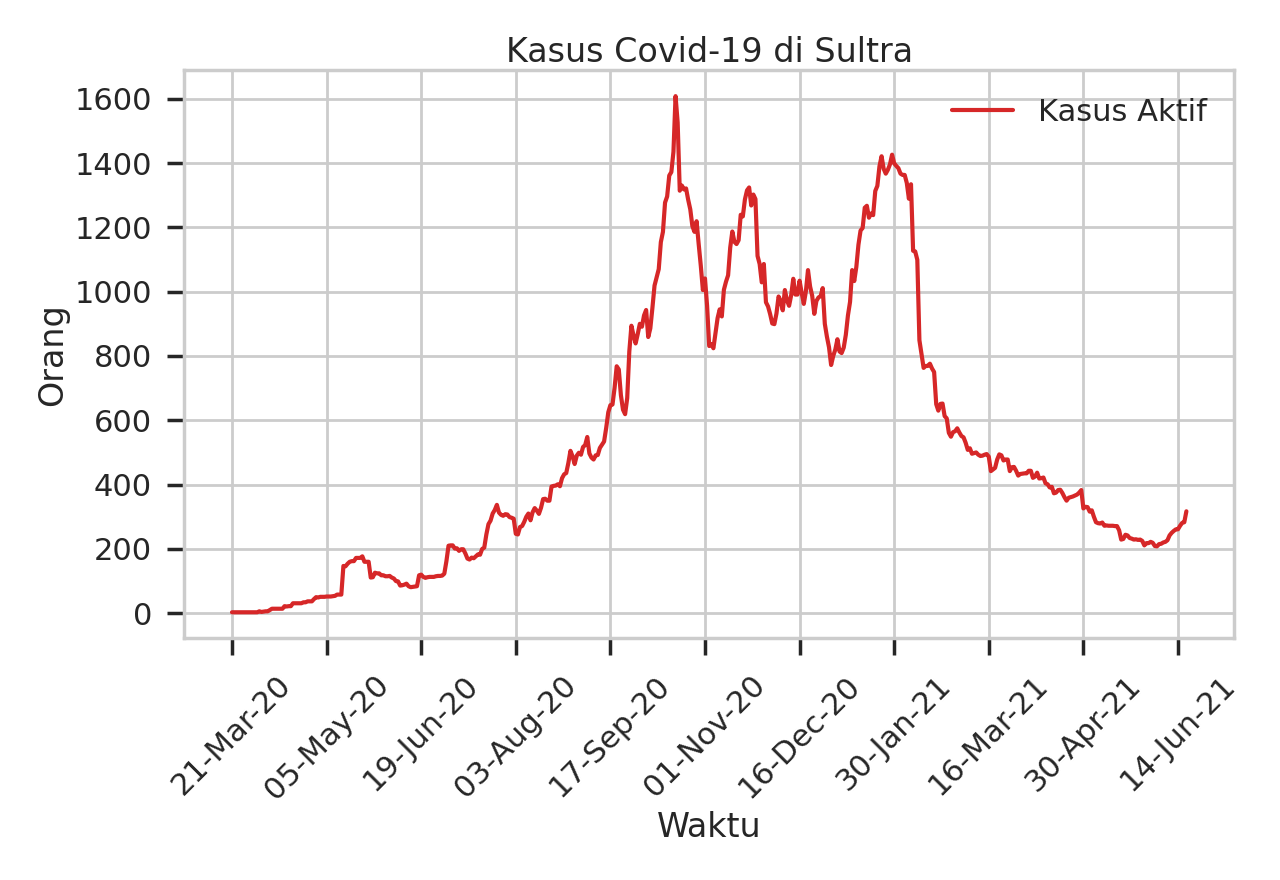 Kasus Covid-19 di Sultra
Kasus Aktif
Orang
1600
1400
1200
1000
800
600
400
200
0
21-Mar-20
05-May-20
19-Jun-20
03-Aug-20
17-Sep-20
01-Nov-20
16-Dec-20
30-Jan-21
16-Mar-21
30-Apr-21
14-Jun-21
Waktu